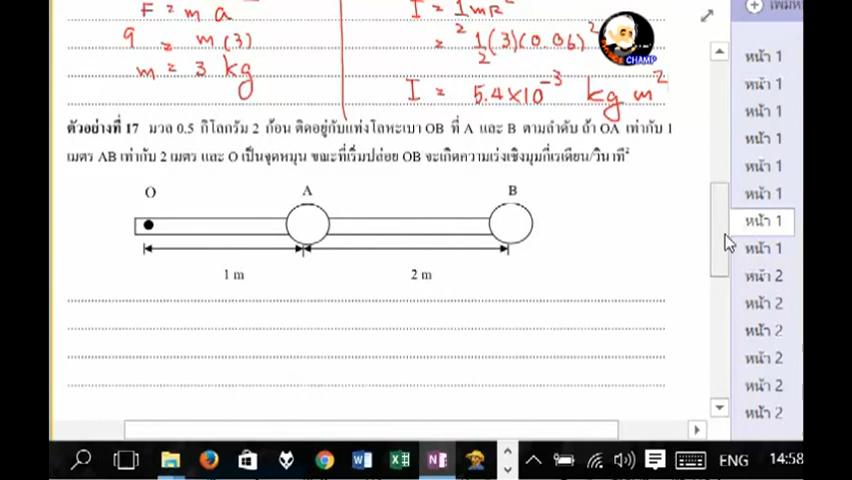 F = m a
9 = m(3)
m = 3 kg
I = 1mR²
= ½(3)(0.06)²
I = 5.4×10⁻³ kg m²
CHAMP
ตัวอย่างที่ 17 มวล 0.5 กิโลกรัม 2 ก้อน ติดอยู่กับแท่งโลหะเบา OB ที่ A และ B ตามลำดับ ถ้า OA เท่ากับ 1
เมตร AB เท่ากับ 2 เมตร และ O เป็นจุดหมุน ขณะที่เริ่มปล่อย OB จะเกิดความเร่งเชิงมุมกี่เรเดียน/วินาที²
O A B
1 m 2 m
เพิ่มห
หน้า 1
หน้า 1
หน้า 1
หน้า 1
หน้า 1
หน้า 1
หน้า 1
หน้า 1
หน้า 2
หน้า 2
หน้า 2
หน้า 2
หน้า 2
หน้า 2
ENG 14:58